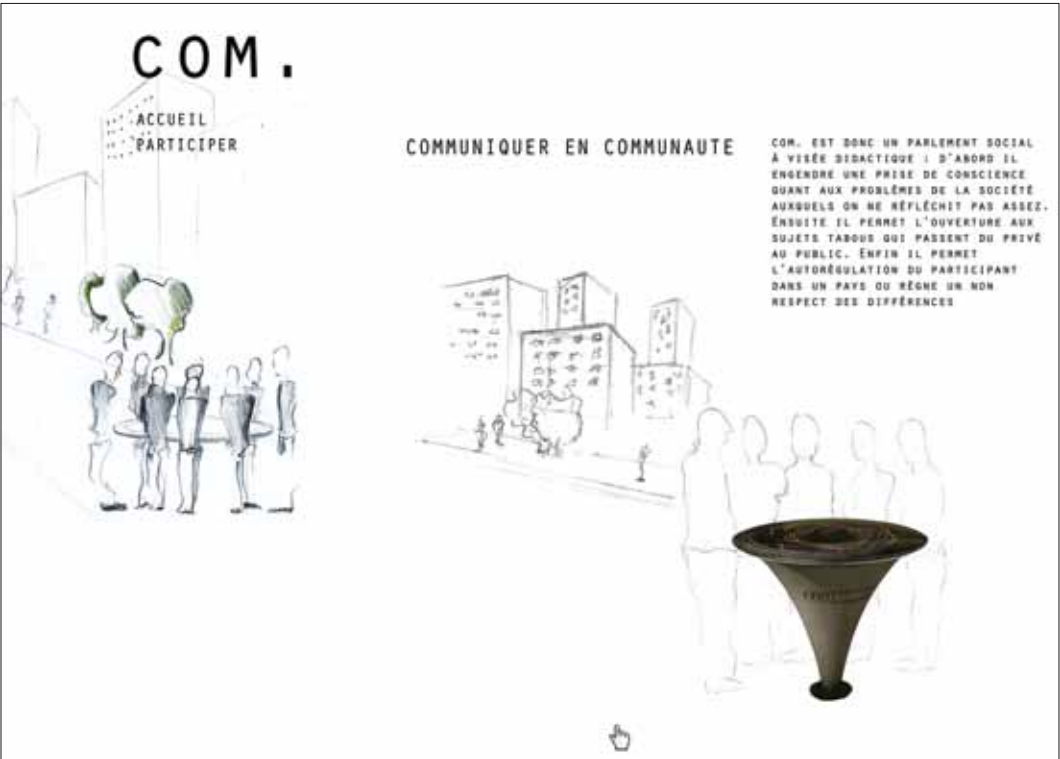 COM.
ACCUEIL
PARTICIPER
COMMUNIQUER EN COMMUNAUTE
COM. EST DONC UN PARLEMENT SOCIAL
À VISÉE DIDACTIQUE : D'ABORD IL
ENGENDRE UNE PRISE DE CONSCIENCE
QUANT AUX PROBLÈMES DE LA SOCIÉTÉ
AUXQUELS ON NE RÉFLÉCHIT PAS ASSEZ.
ENSUITE IL PERMET L'OUVERTURE AUX
SUJETS TABOUS QUI PASSENT DU PRIVÉ
AU PUBLIC. ENFIN IL PERMET
L'AUTORÉGULATION DU PARTICIPANT
DANS UN PAYS OU RÈGNE UN NON
RESPECT DES DIFFÉRENCES